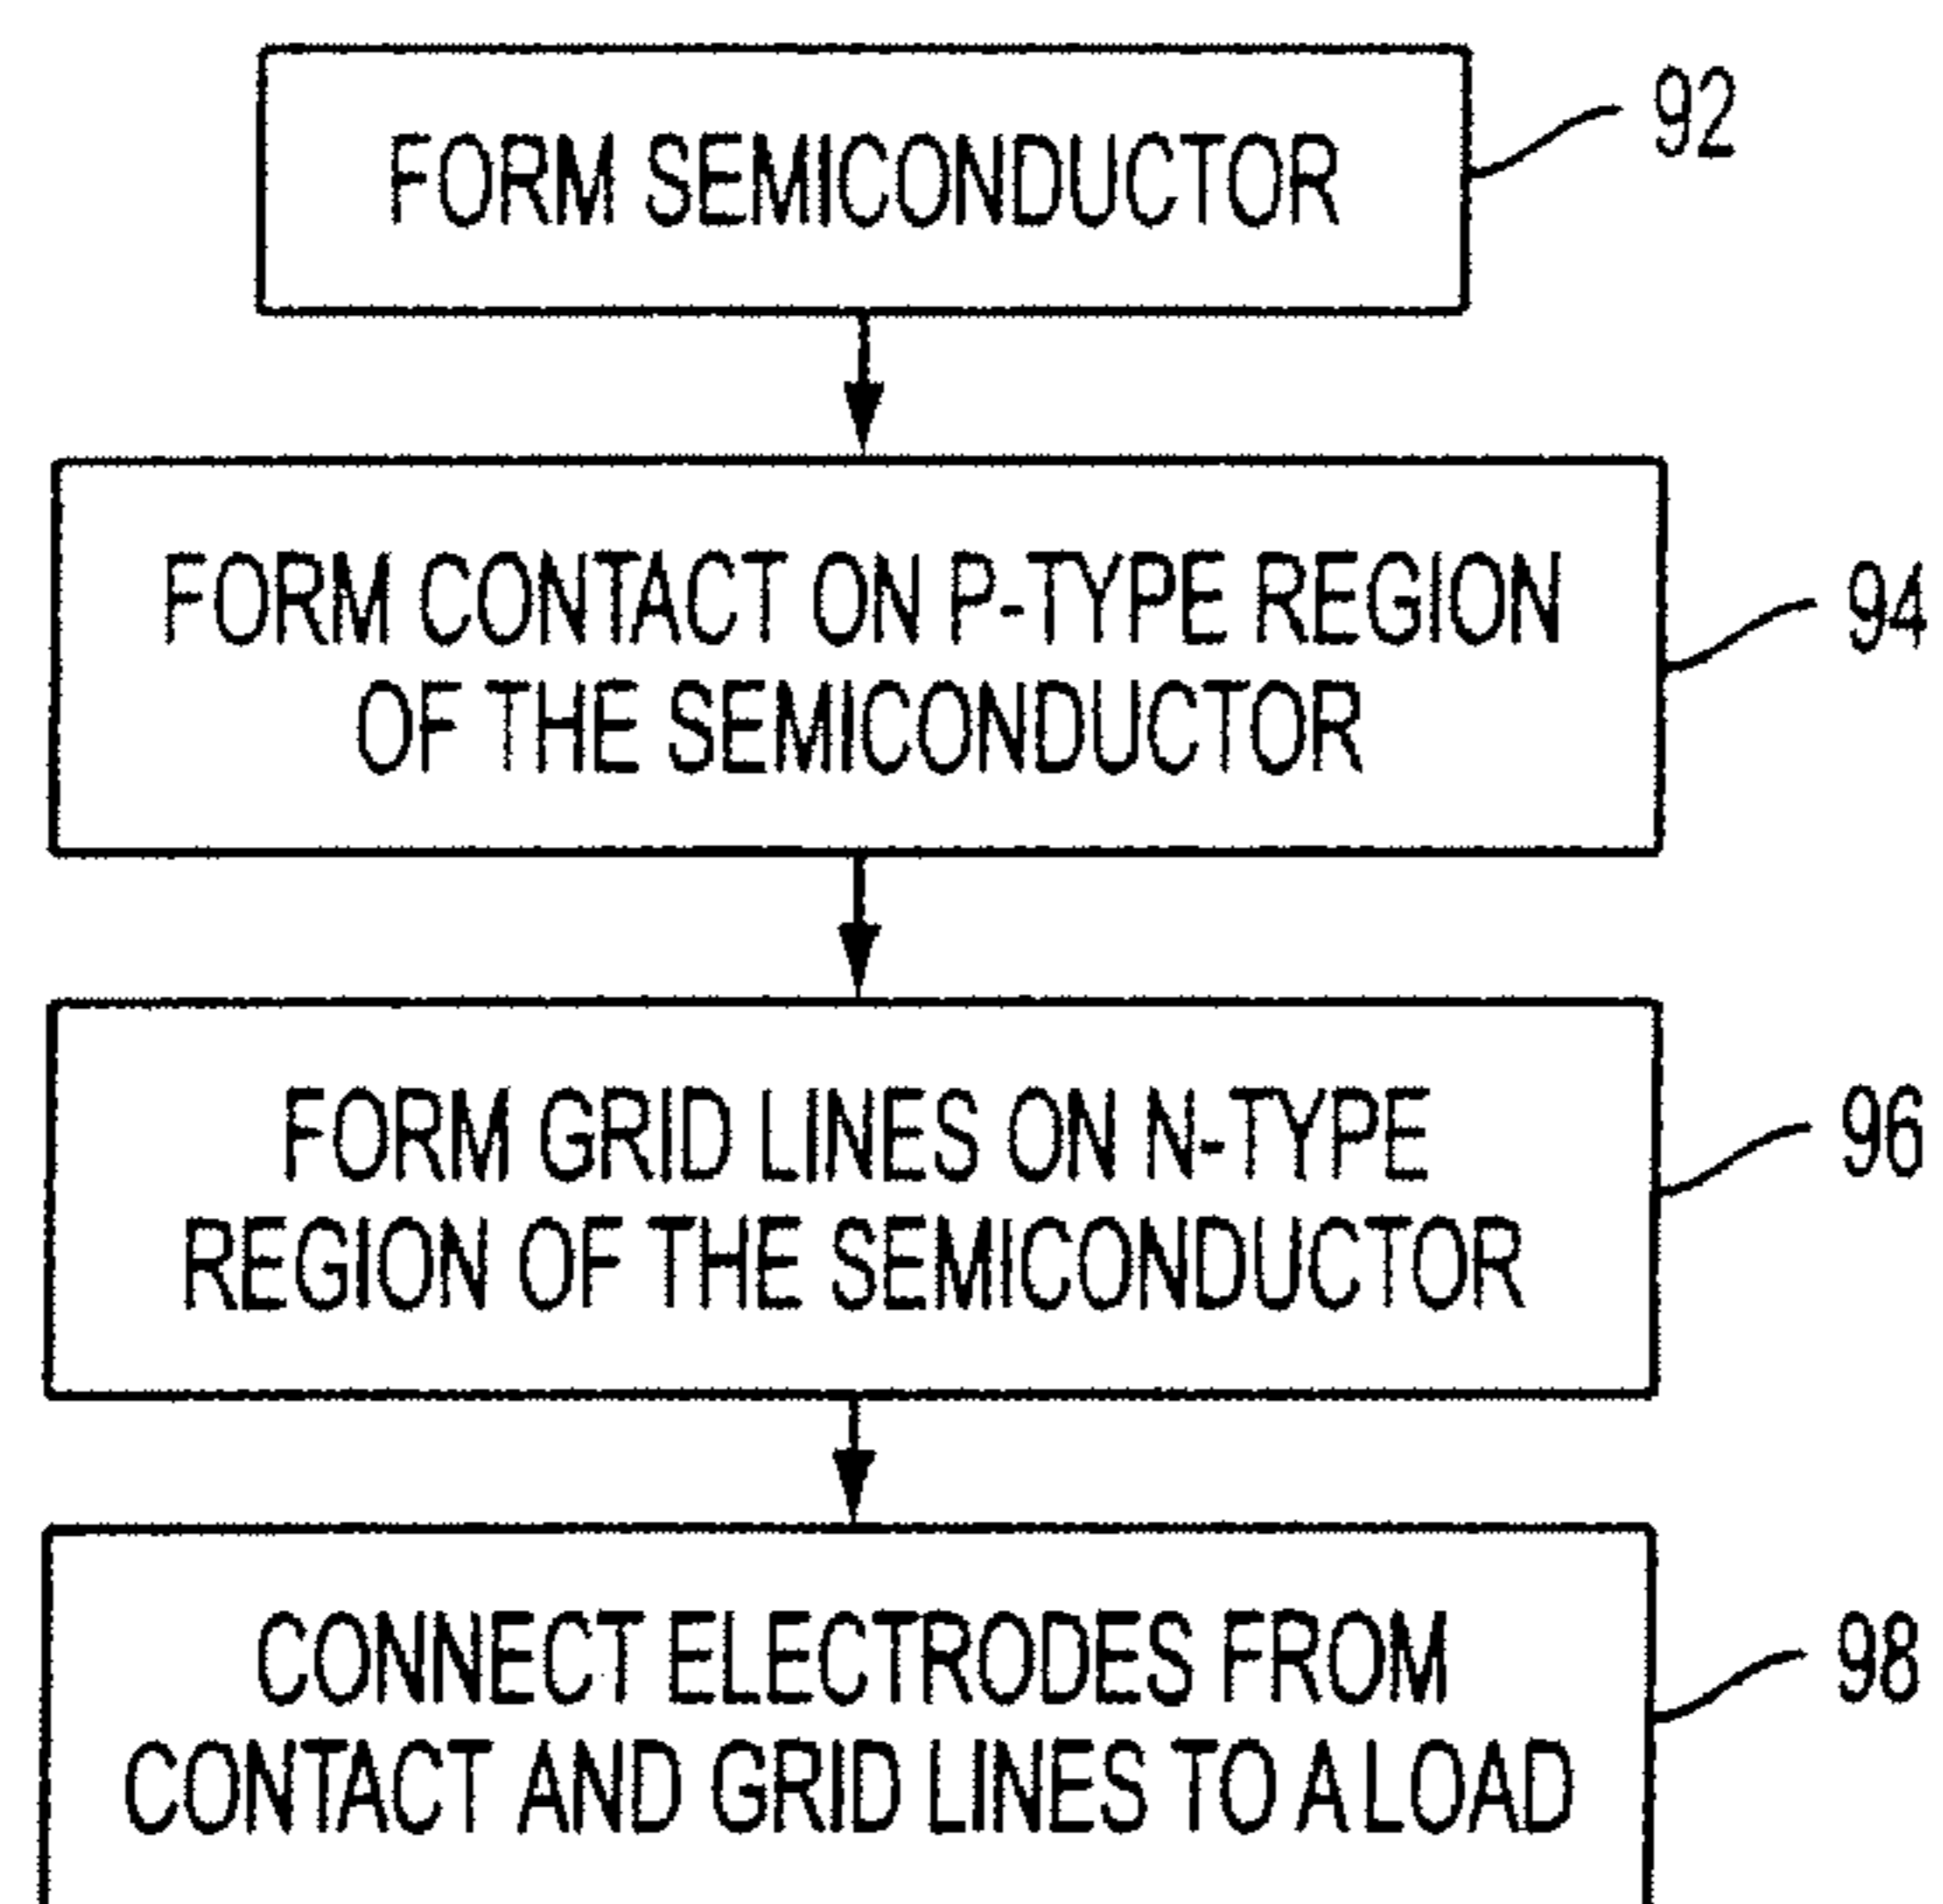 FORM SEMICONDUCTOR
92
FORM CONTACT ON P-TYPE REGION
OF THE SEMICONDUCTOR
94
FORM GRID LINES ON N-TYPE
REGION OF THE SEMICONDUCTOR
96
CONNECT ELECTRODES FROM
CONTACT AND GRID LINES TO A LOAD
98